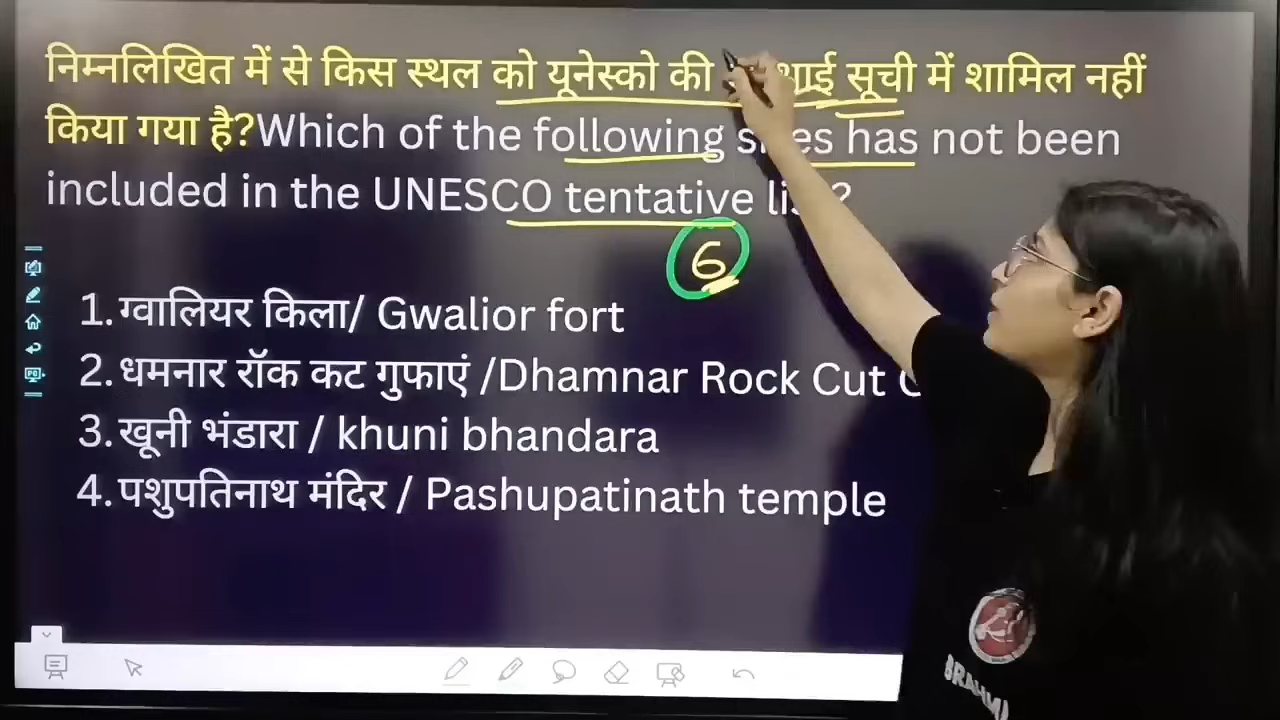 निम्नलिखित में से किस स्थल को यूनेस्को की सूची में शामिल नहीं
किया गया है?Which of the following has not been
included in the UNESCO tentative
6
1.ग्वालियर किला/ Gwalior fort
2.धमनार रॉक कट गुफाएं /Dhamnar Rock Cut
3.खूनी भंडारा / khuni bhandara
4.पशुपतिनाथ मंदिर / Pashupatinath temple